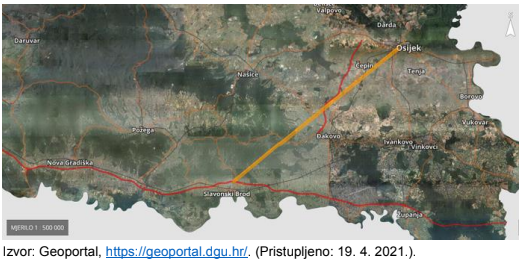 Valpovo
Darda
Daruvar
Osijek
Čepin
Tenja
Našice
Borovo
Vukovar
Požega
Đakovo
Ivankovo
Vinkovci
Nova Gradiška
Slavonski Brod
Županja
MJERILO 1 : 500 000
Izvor: Geoportal, https://geoportal.dgu.hr/. (Pristupljeno: 19. 4. 2021.).